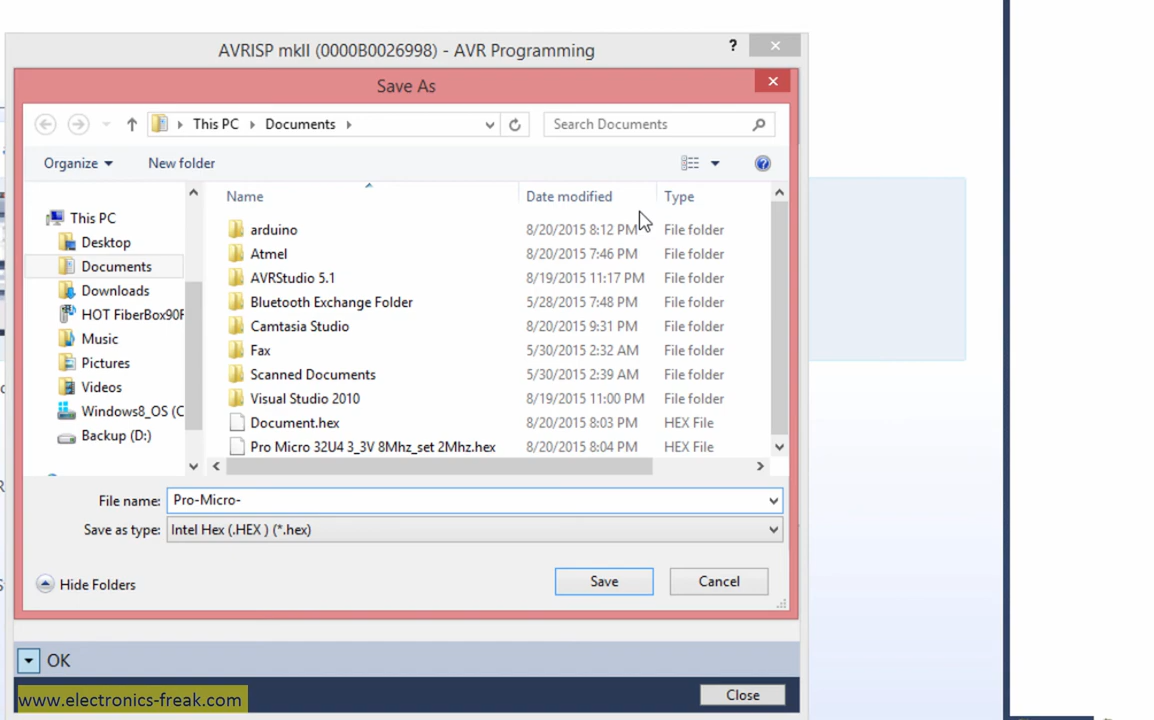 AVRISP mkII (0000B0026998) - AVR Programming
?
Save As
This PC Documents
Search Documents
Organize New folder
Name Date modified Type
This PC
Desktop
Documents
Downloads
HOT FiberBox90F
Music
Pictures
Videos
Windows8_OS (C
Backup (D:)
arduino 8/20/2015 8:12 PM File folder
Atmel 8/20/2015 7:46 PM File folder
AVRStudio 5.1 8/19/2015 11:17 PM File folder
Bluetooth Exchange Folder 5/28/2015 7:48 PM File folder
Camtasia Studio 8/20/2015 9:31 PM File folder
Fax 5/30/2015 2:32 AM File folder
Scanned Documents 5/30/2015 2:39 AM File folder
Visual Studio 2010 8/19/2015 11:00 PM File folder
Document.hex 8/20/2015 8:03 PM HEX File
Pro Micro 32U4 3_3V 8Mhz_set 2Mhz.hex 8/20/2015 8:04 PM HEX File
File name: Pro-Micro-
Save as type: Intel Hex (.HEX ) (*.hex)
Hide Folders Save Cancel
OK
www.electronics-freak.com
Close